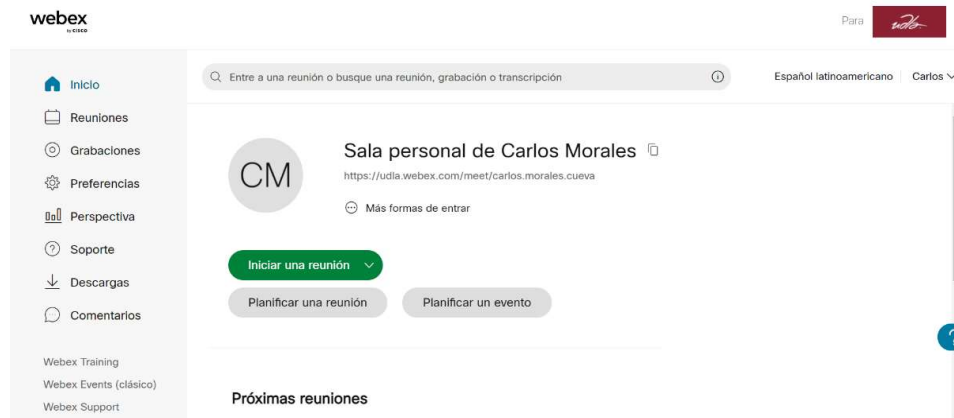 webex
by CISCO
Para
udla-
Entre a una reunión o busque una reunión, grabación o transcripción
Español latinoamericano
Carlos
Inicio
Reuniones
Grabaciones
Preferencias
Perspectiva
Soporte
Descargas
Comentarios
Webex Training
Webex Events (clásico)
Webex Support
CM
Sala personal de Carlos Morales
https://udla.webex.com/meet/carlos.morales.cueva
Más formas de entrar
Iniciar una reunión
Planificar una reunión
Planificar un evento
Próximas reuniones
?